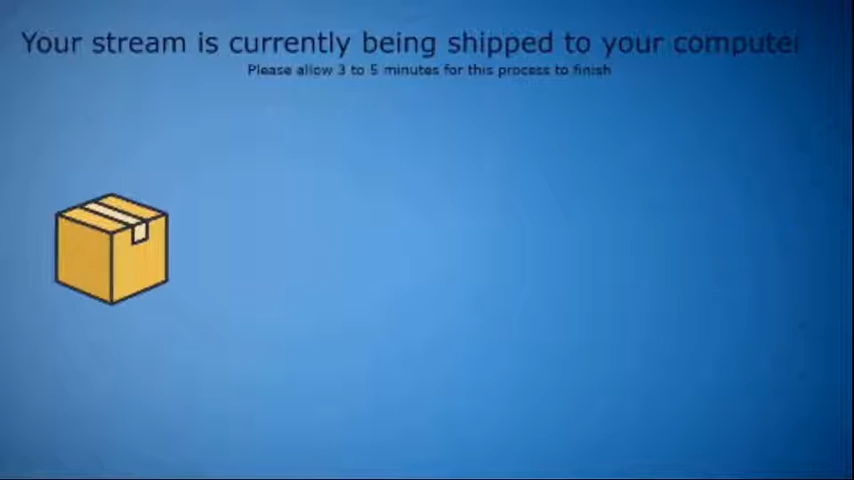 Your stream is currently being shipped to your computer
Please allow 3 to 5 minutes for this process to finish